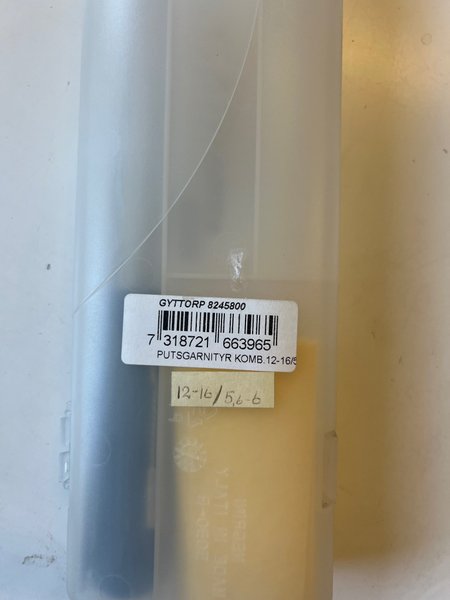 GYTTORP 8245800
7 318721 663965
PUTSGARNITYR KOMB.12-16/5
12-16/5,6-6